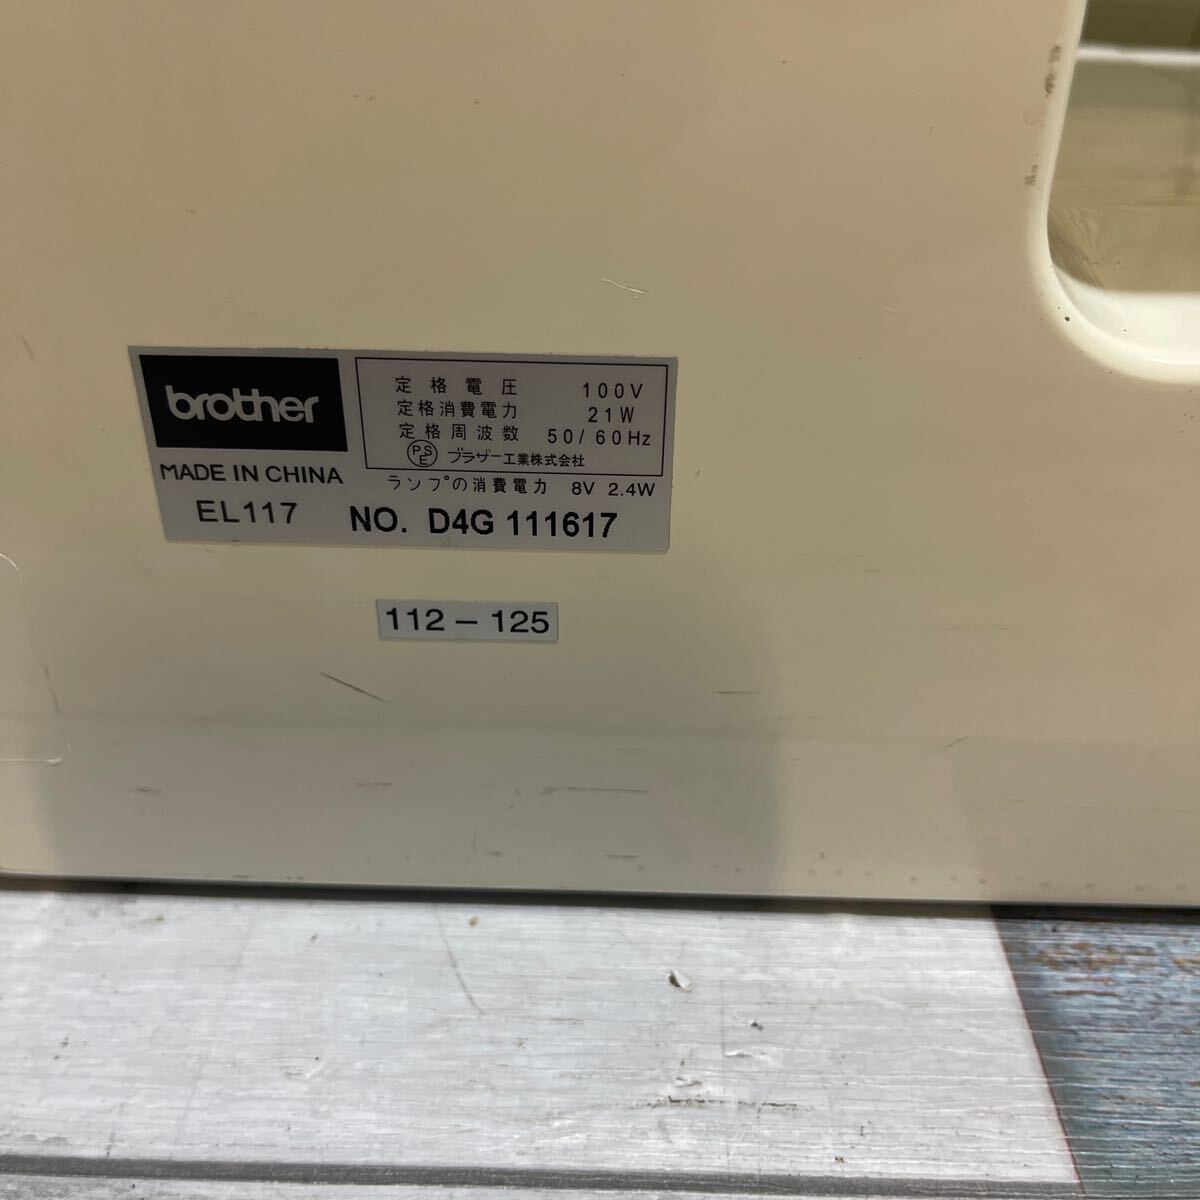 brother
MADE IN CHINA
EL117
定格電圧 100V
定格消費電力 21W
定格周波数 50/60Hz
PSE ブラザー工業株式会社
ランプの消費電力 8V 2.4W
NO. D4G 111617
112-125